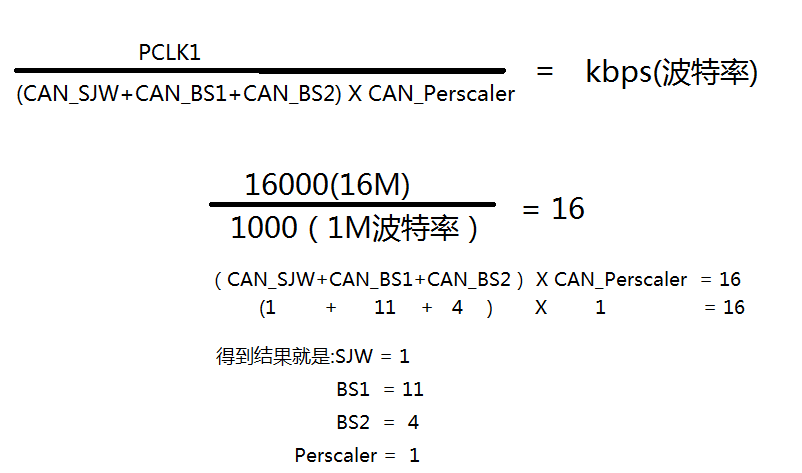 PCLK1
(CAN_SJW+CAN_BS1+CAN_BS2) X CAN_Perscaler = kbps(波特率)
16000(16M)
1000（1M波特率） = 16
（CAN_SJW+CAN_BS1+CAN_BS2） X CAN_Perscaler = 16
(1 + 11 + 4 ) X 1 = 16
得到结果就是:SJW = 1
BS1 = 11
BS2 = 4
Perscaler = 1